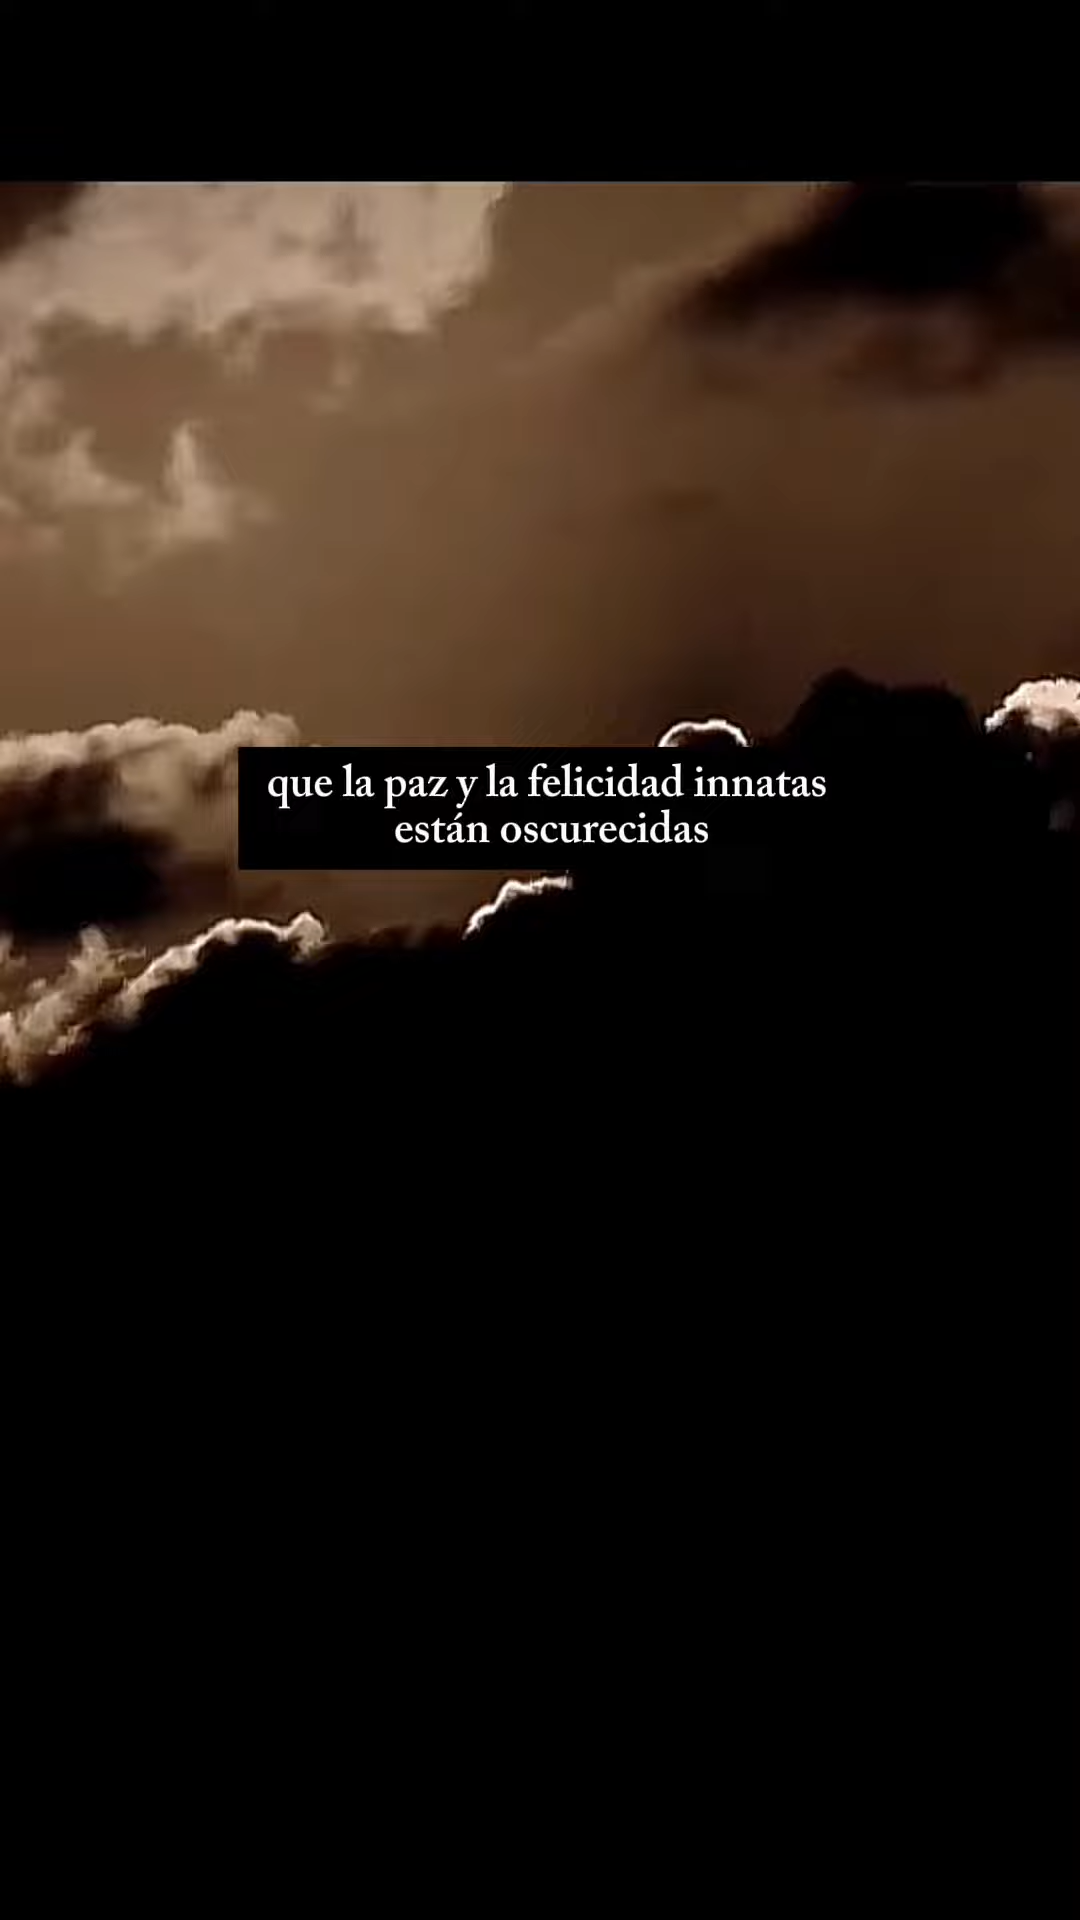 que la paz y la felicidad innatas
están oscurecidas